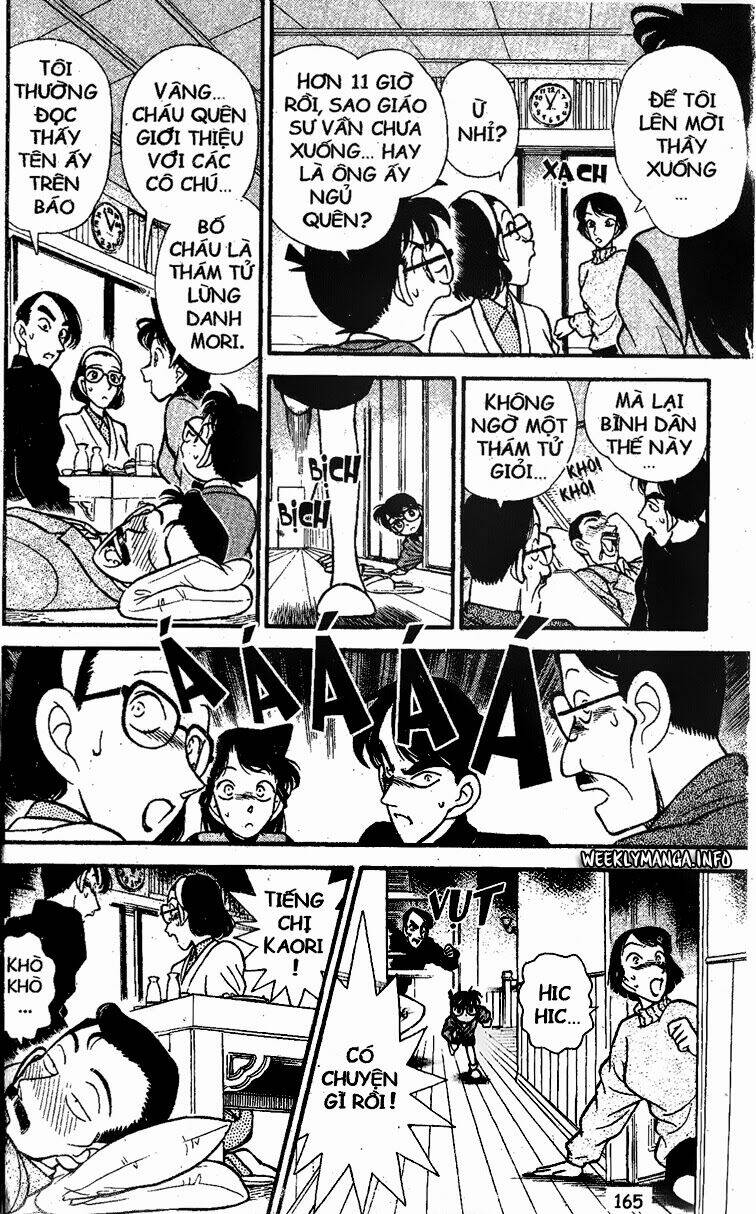 HƠN 11 GIỜ
RỒI, SAO GIÁO
SƯ VẪN CHƯA
XUỐNG... HAY
LÀ ÔNG ẤY
NGỦ
QUÊN?
Ừ
NHỈ?
XẠCH
ĐỂ TÔI
LÊN MỜI
THẦY
XUỐNG
...
VÂNG...
CHÁU QUÊN
GIỚI THIỆU
VỚI CÁC
CÔ CHÚ...
BỐ
CHÁU LÀ
THÁM TỬ
LỪNG
DANH
MORI.
TÔI
THƯỜNG
ĐỌC
THẤY
TÊN ẤY
TRÊN
BÁO
KHÔNG
NGỜ MỘT
THÁM TỬ
GIỎI...
MÀ LẠI
BÌNH DÂN
THẾ NÀY
...
KHÒI
KHOI
BỊCH
BỊCH
Á Á Á Á Á
WEEKLYMANGA.INFO
VỤT
HIC
HIC...
CÓ
CHUYỆN
GÌ RỒI!
TIẾNG
CHỊ
KAORI
!
KHÒ
KHÒ
...
165